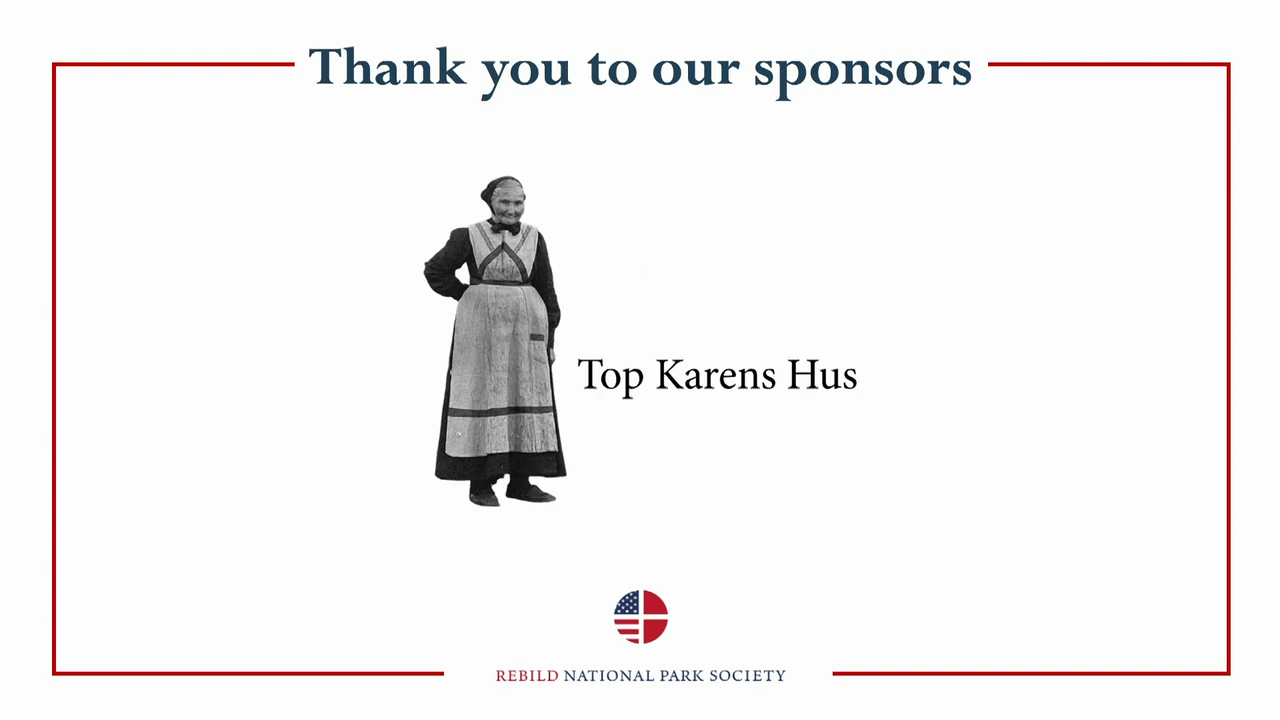 Thank you to our sponsors
Top Karens Hus
REBILD NATIONAL PARK SOCIETY